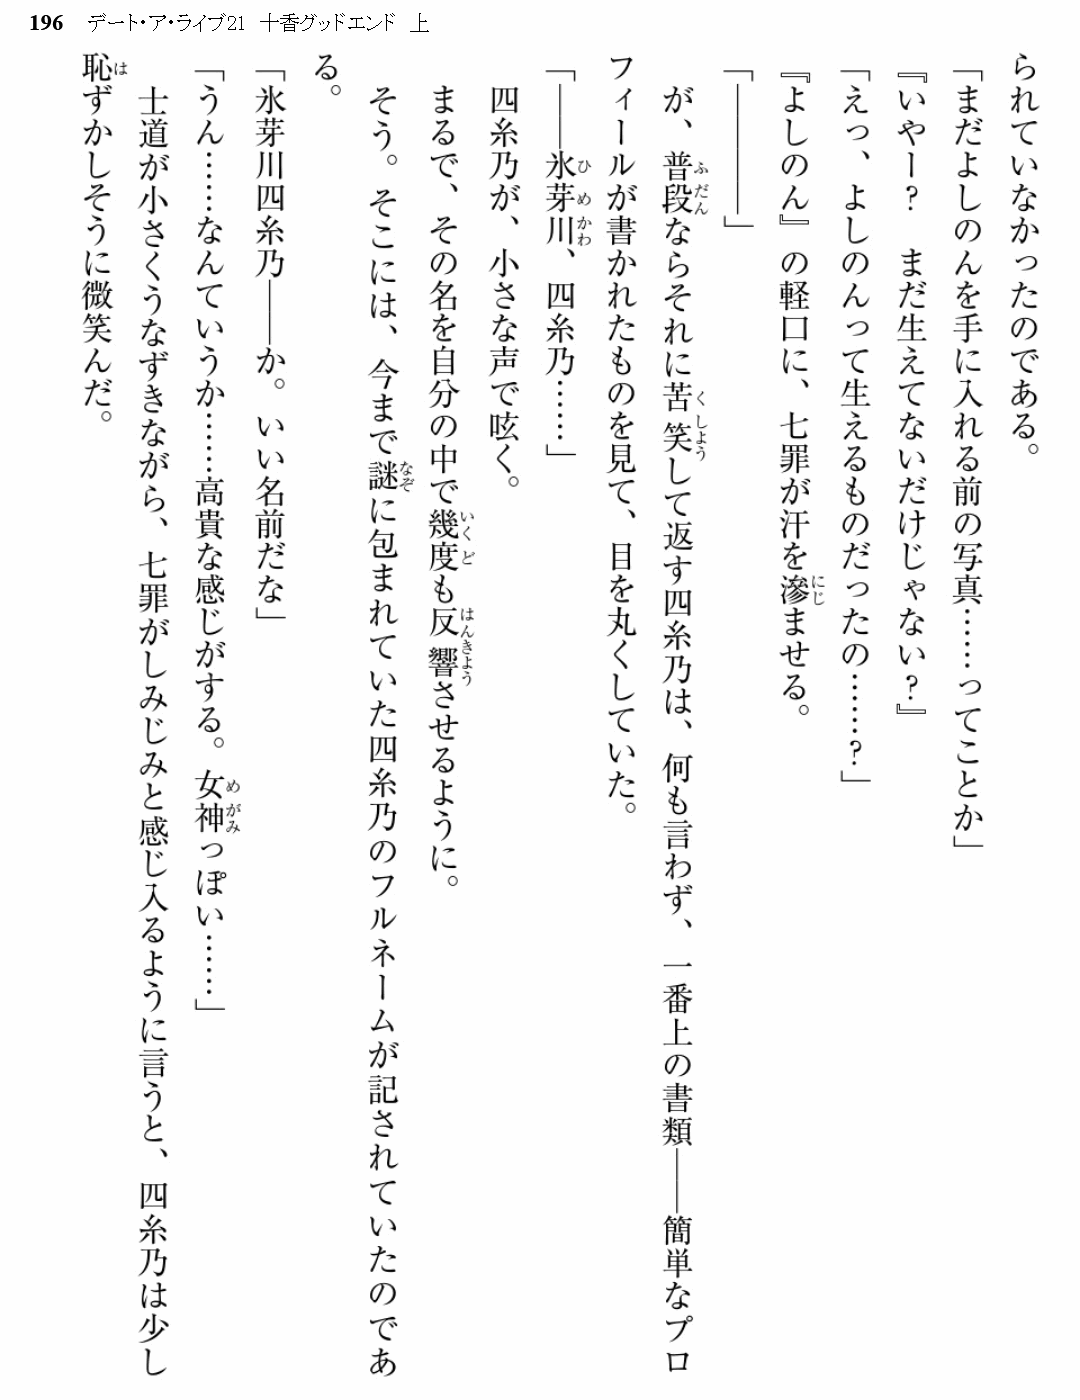 196 デート・ア・ライブ21 十香グッドエンド 上
られていなかったのである。
「まだよしのんを手に入れる前の写真……ってことか」
『いやー? まだ生えてないだけじゃない?』
「えっ、よしのんって生えるものだったの……?」
『よしのん』の軽口に、七罪が汗を滲ませる。
「――――」
が、普段ならそれに苦笑して返す四糸乃は、何も言わず、一番上の書類――簡単なプロ
フィールが書かれたものを見て、目を丸くしていた。
「――氷芽川、四糸乃……」
四糸乃が、小さな声で呟く。
まるで、その名を自分の中で幾度も反響させるように。
そう。そこには、今まで謎に包まれていた四糸乃のフルネームが記されていたのであ
る。
「氷芽川四糸乃――か。いい名前だな」
「うん……なんていうか……高貴な感じがする。女神っぽい……」
士道が小さくうなずきながら、七罪がしみじみと感じ入るように言うと、四糸乃は少し
恥ずかしそうに微笑んだ。